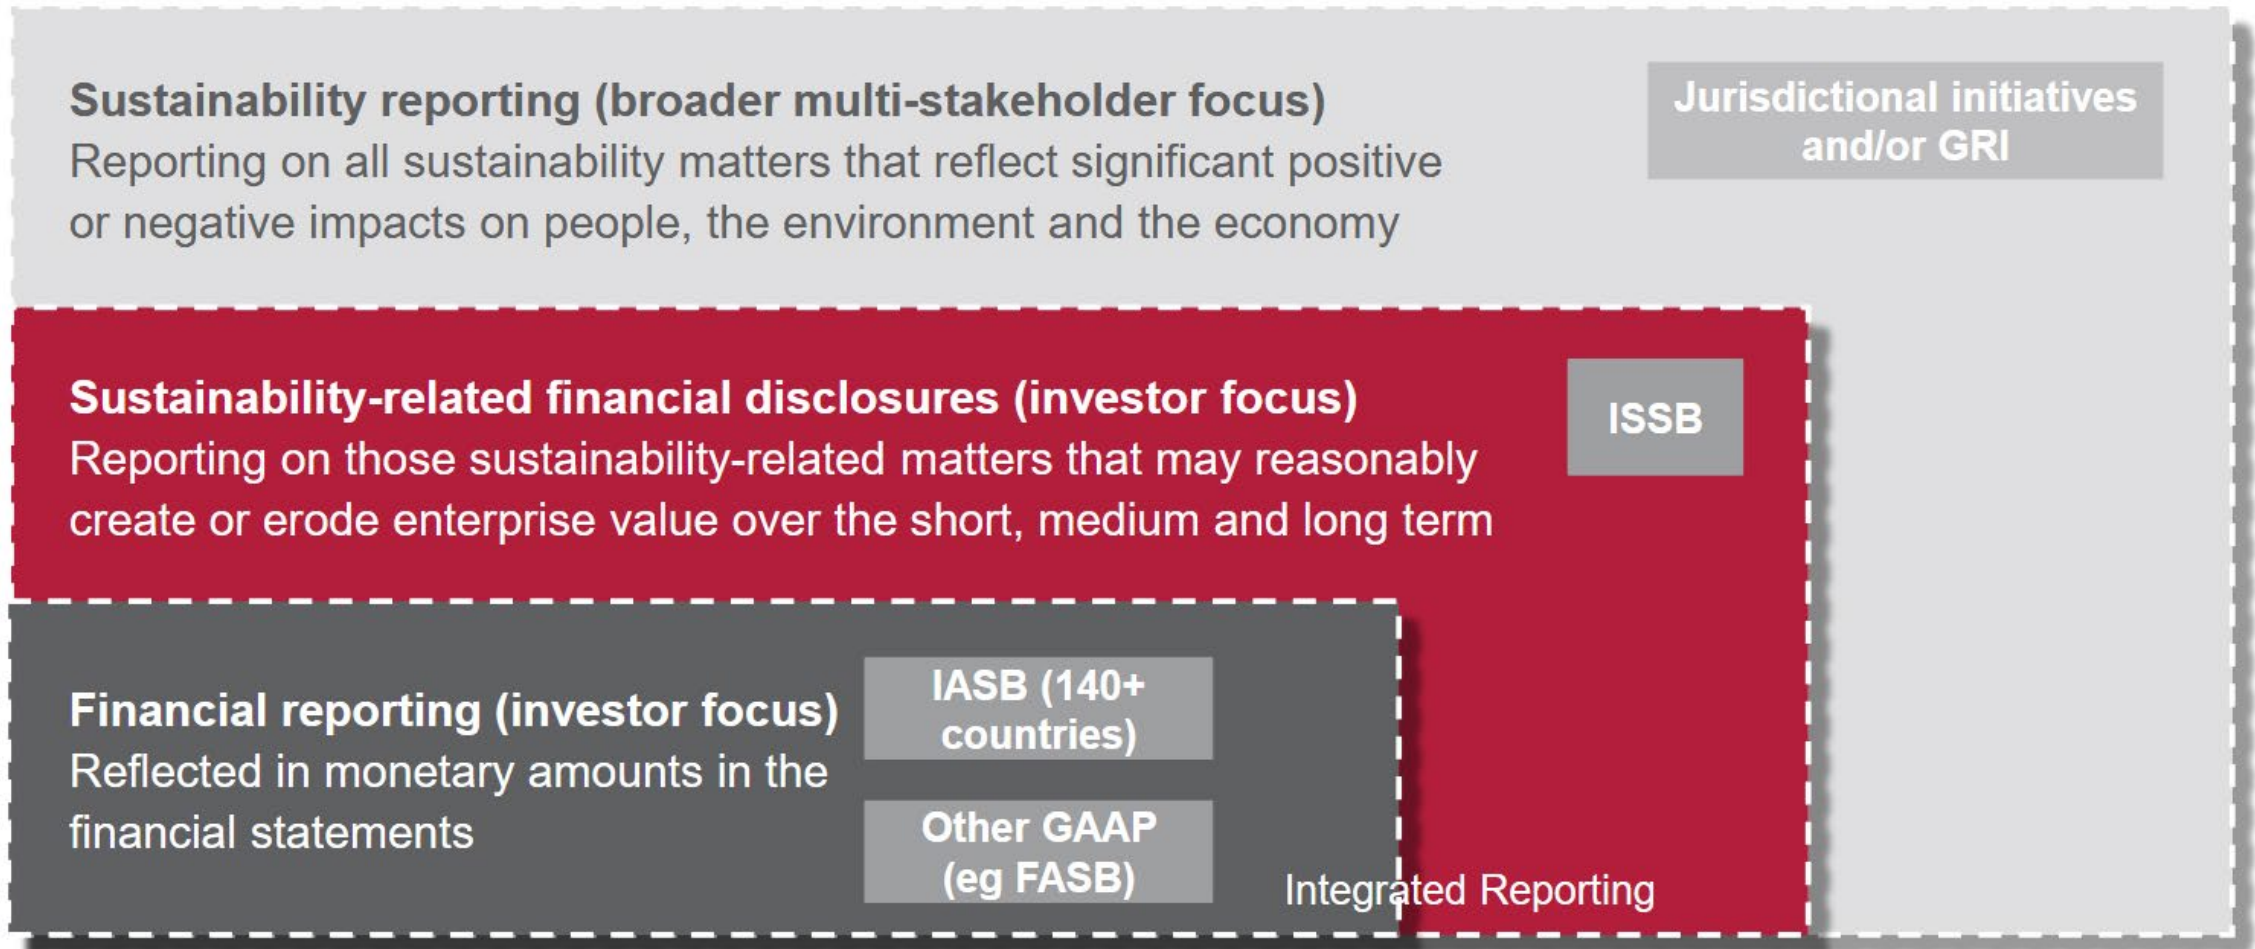 Sustainability reporting (broader multi-stakeholder focus)
Reporting on all sustainability matters that reflect significant positive
or negative impacts on people, the environment and the economy
Jurisdictional initiatives
and/or GRI
Sustainability-related financial disclosures (investor focus)
Reporting on those sustainability-related matters that may reasonably
create or erode enterprise value over the short, medium and long term
ISSB
Financial reporting (investor focus)
Reflected in monetary amounts in the
financial statements
IASB (140+
countries)
Other GAAP
(eg FASB)
Integrated Reporting